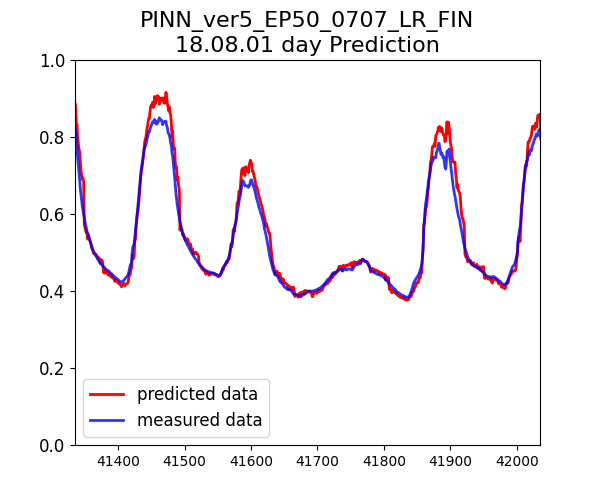 PINN_ver5_EP50_0707_LR_FIN
18.08.01 day Prediction
1.0
0.8
0.6
0.4
0.2
0.0
predicted data
measured data
41400 41500 41600 41700 41800 41900 42000